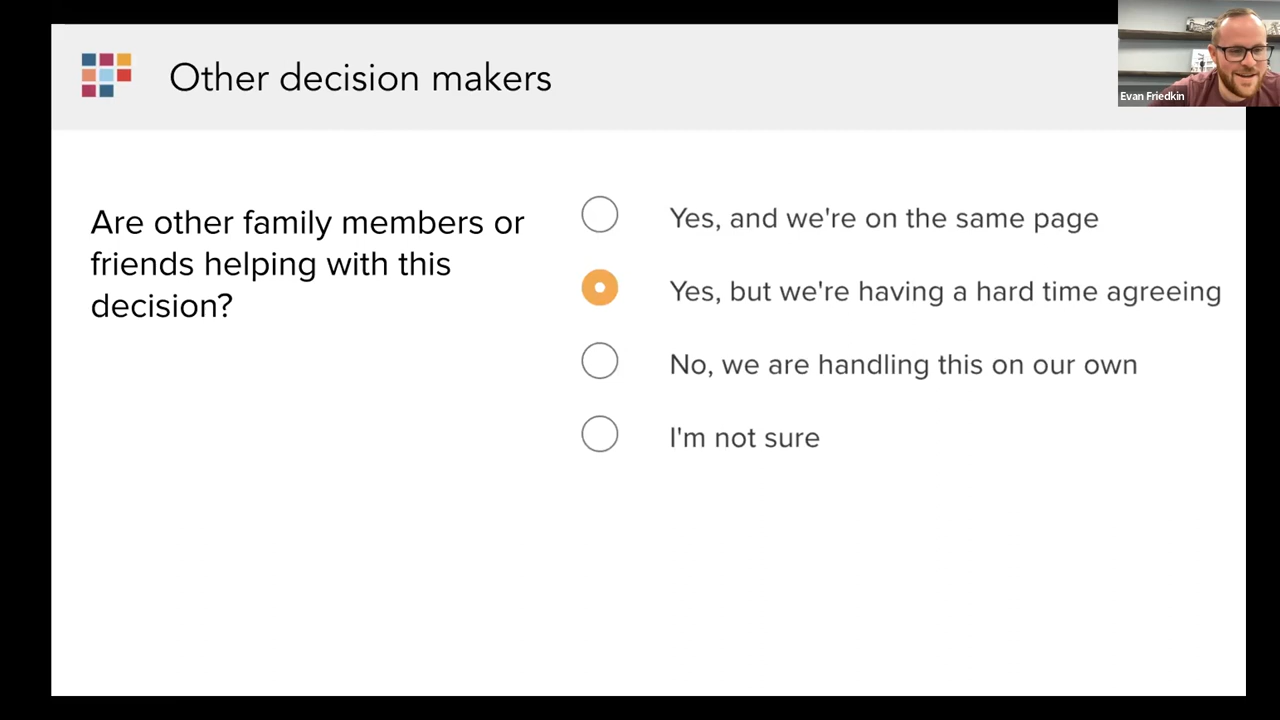 Other decision makers
Evan Friedkin
Are other family members or
friends helping with this
decision?
Yes, and we're on the same page
Yes, but we're having a hard time agreeing
No, we are handling this on our own
I'm not sure